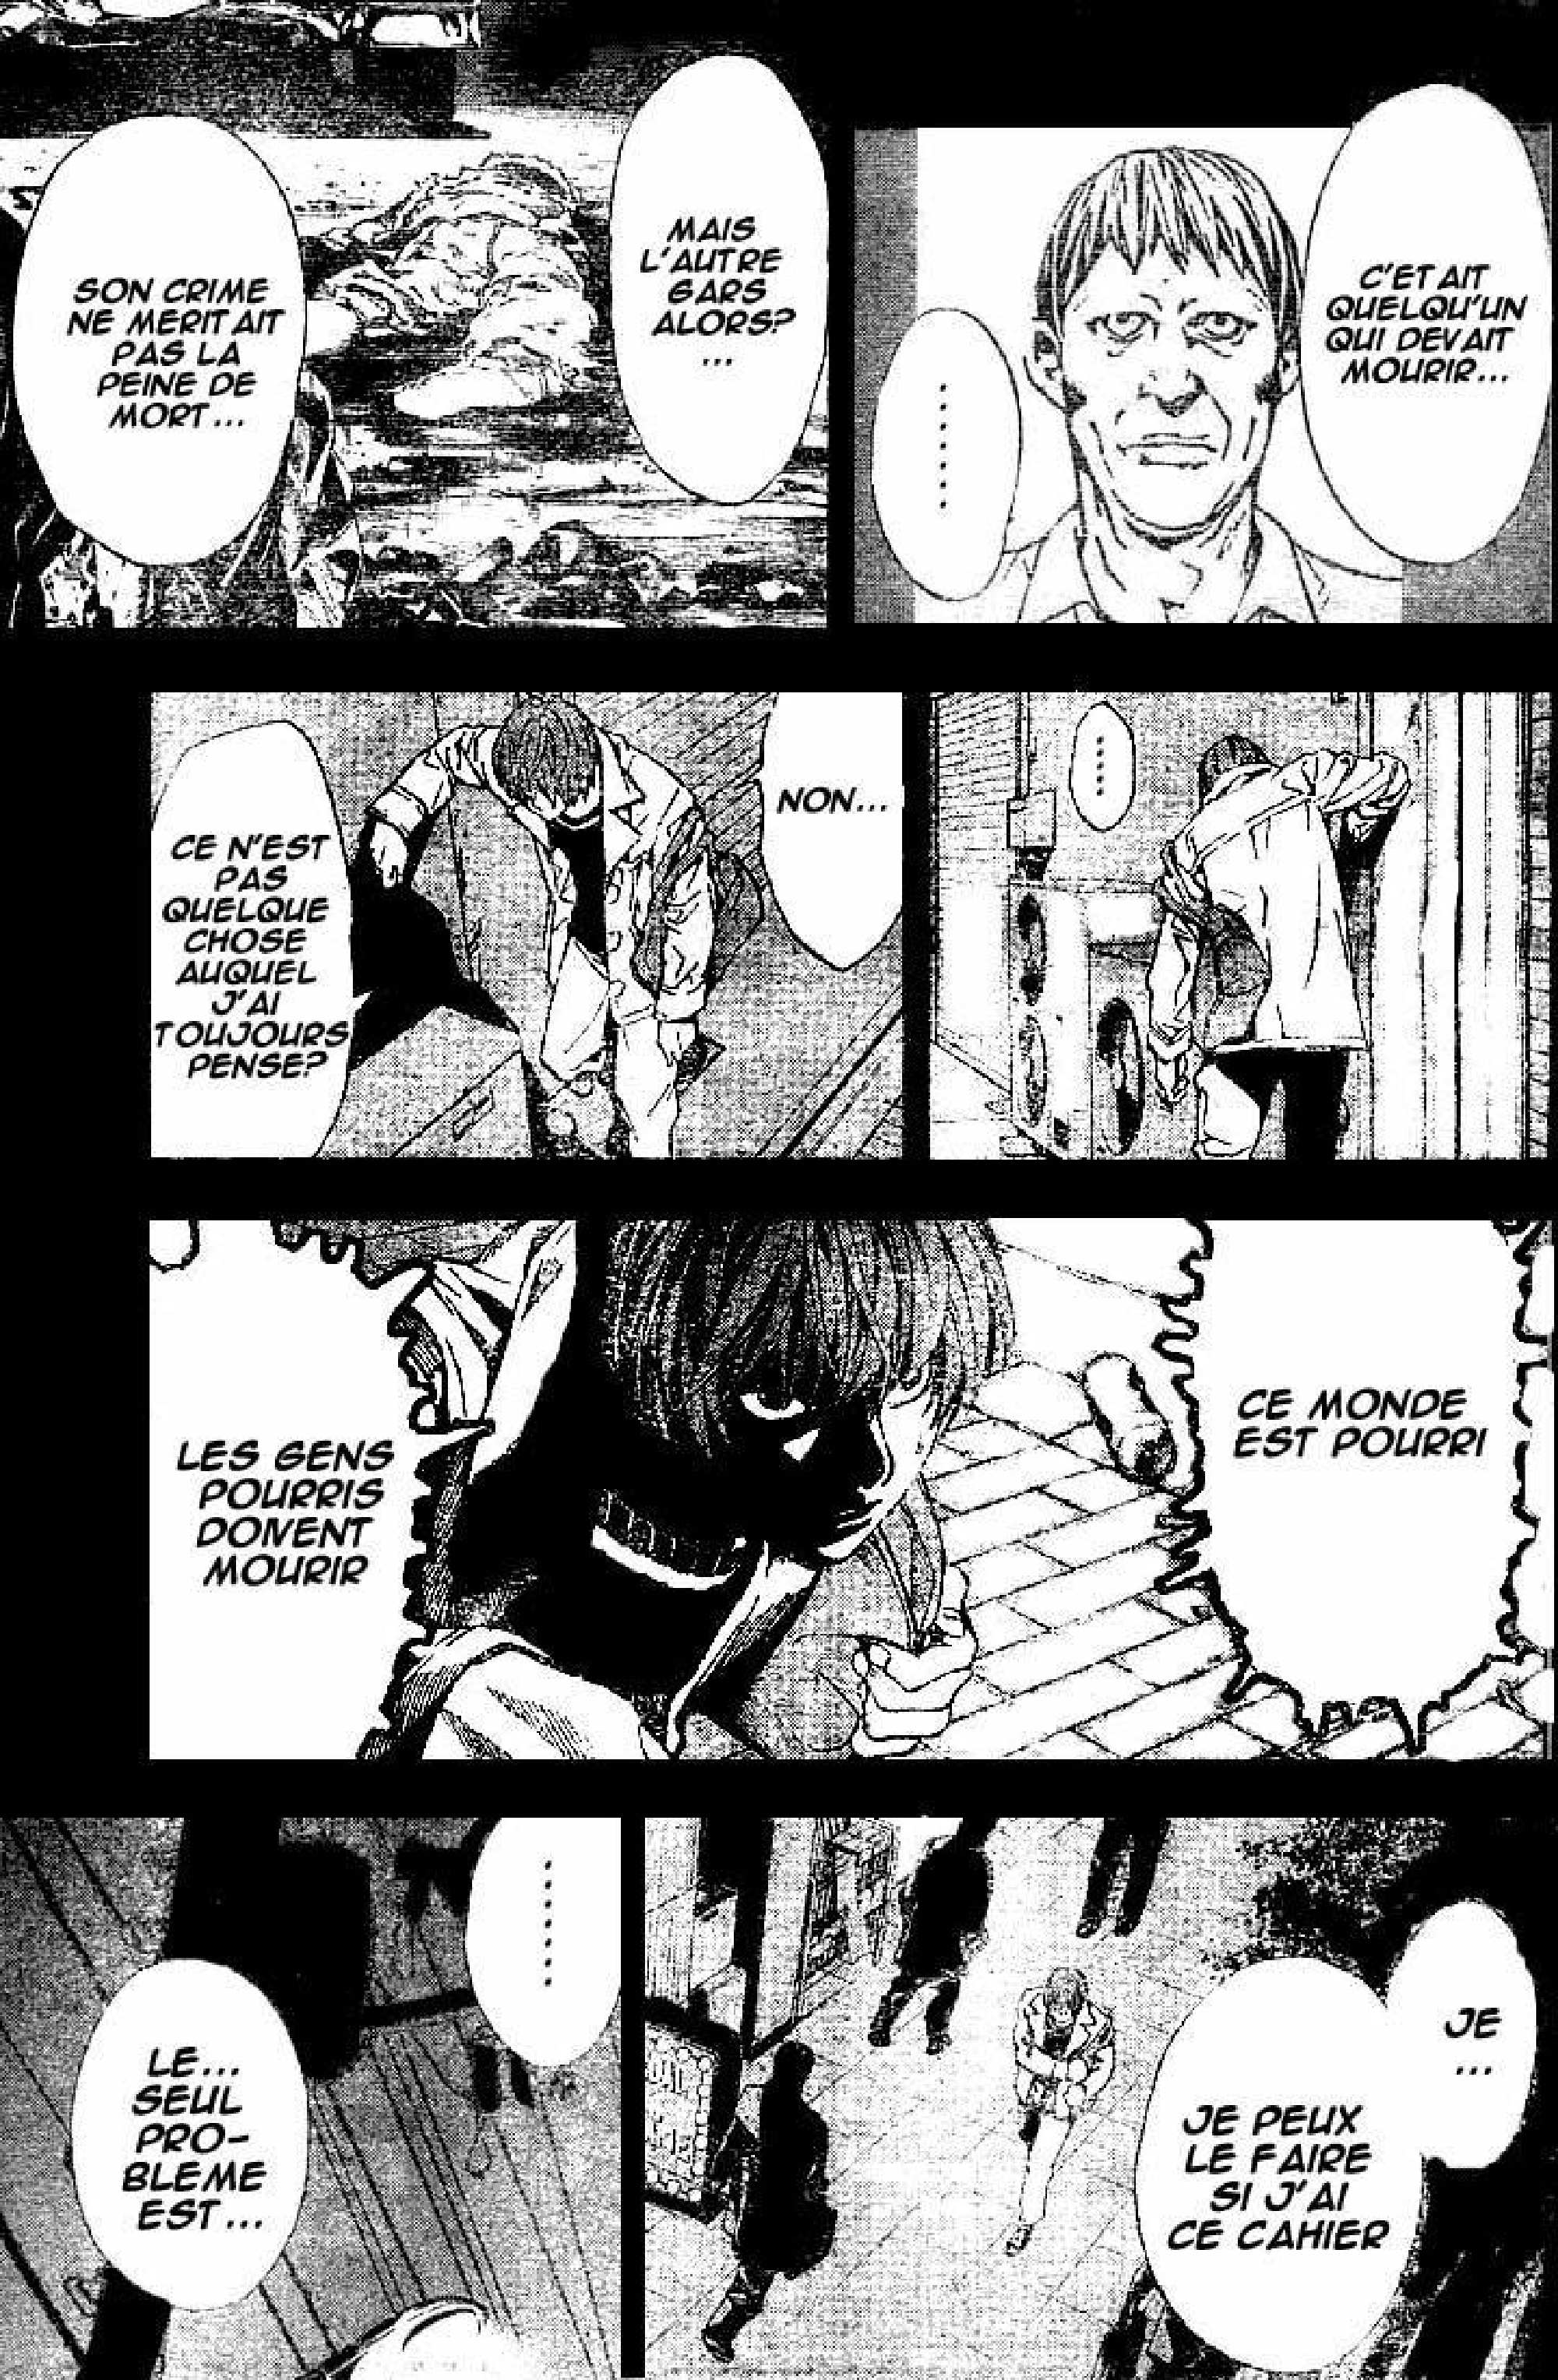 C'ETAIT
QUELQU'UN
QUI DEVAIT
MOURIR...
.......
MAIS
L'AUTRE
GARS
ALORS?
...
SON CRIME
NE MERITAIT
PAS LA
PEINE DE
MORT...
.....
NON...
CE N'EST
PAS
QUELQUE
CHOSE
AUQUEL
J'AI
TOUJOURS
PENSE?
CE MONDE
EST POURRI
LES GENS
POURRIS
DOIVENT
MOURIR
JE
...
JE PEUX
LE FAIRE
SI J'AI
CE CAHIER
.......
LE...
SEUL
PRO-
BLEME
EST...